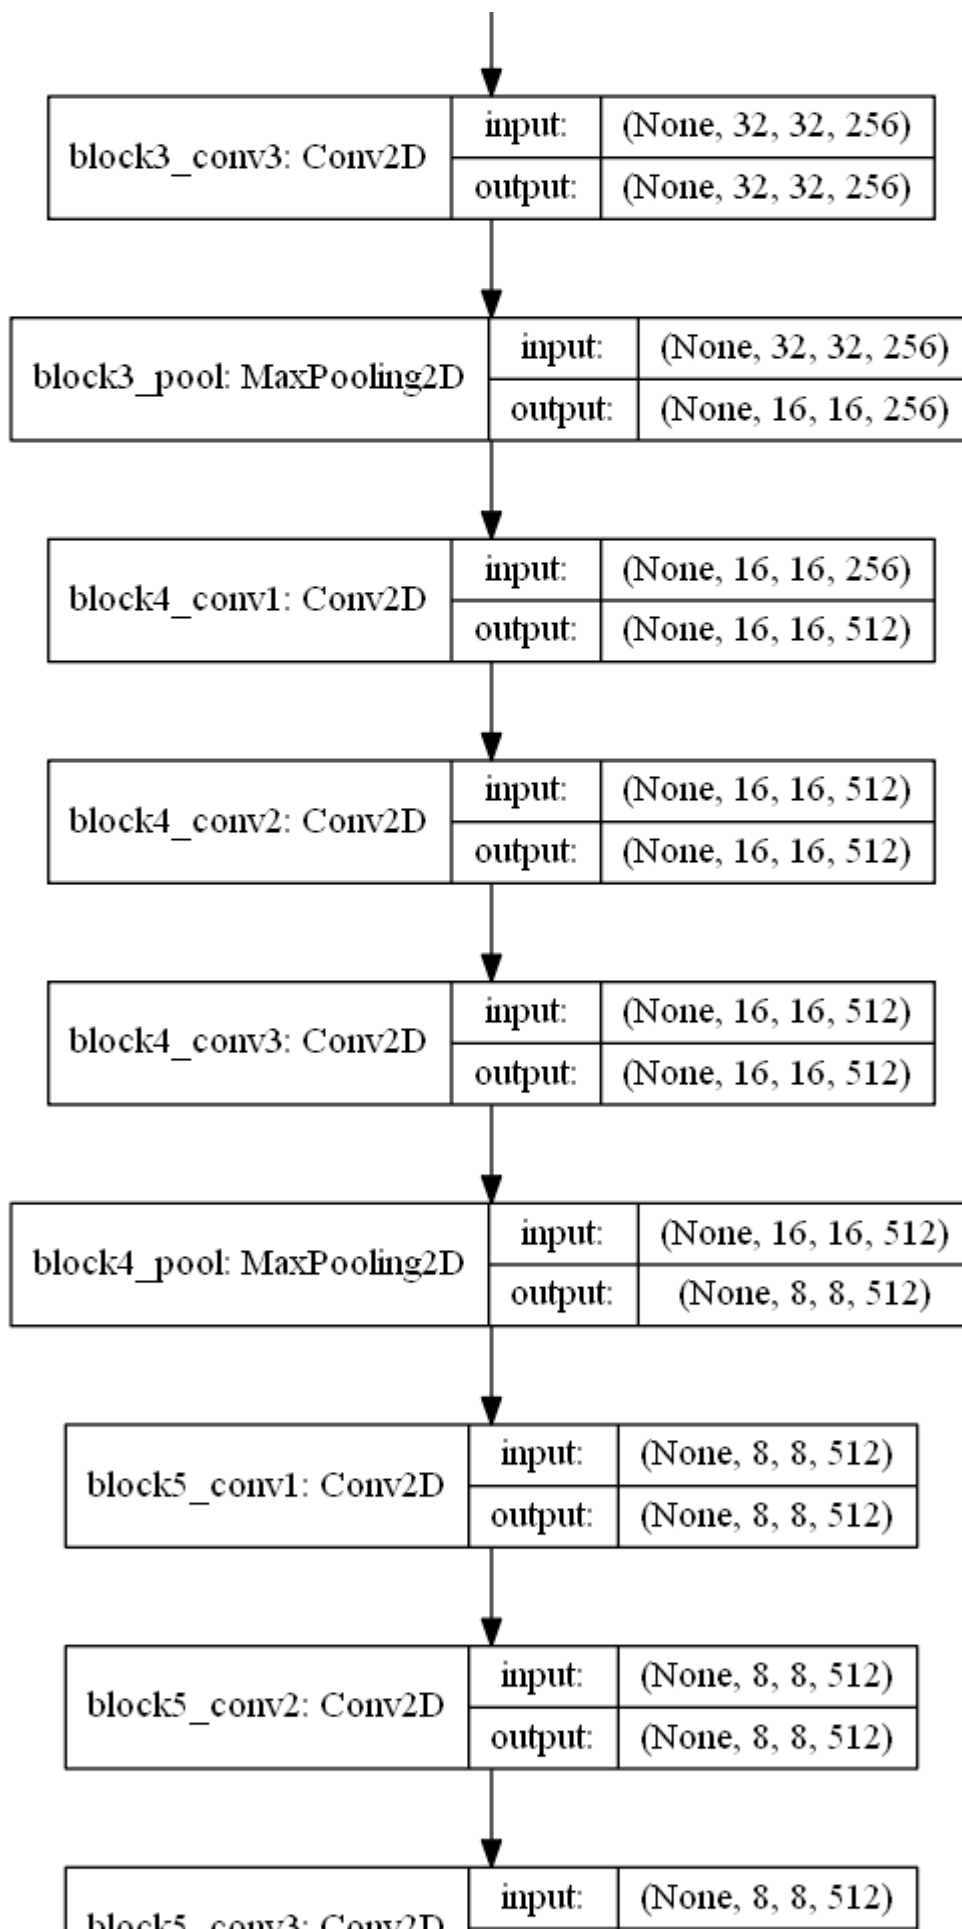 block3_conv3: Conv2D
input: (None, 32, 32, 256)
output: (None, 32, 32, 256)
block3_pool: MaxPooling2D
input: (None, 32, 32, 256)
output: (None, 16, 16, 256)
block4_conv1: Conv2D
input: (None, 16, 16, 256)
output: (None, 16, 16, 512)
block4_conv2: Conv2D
input: (None, 16, 16, 512)
output: (None, 16, 16, 512)
block4_conv3: Conv2D
input: (None, 16, 16, 512)
output: (None, 16, 16, 512)
block4_pool: MaxPooling2D
input: (None, 16, 16, 512)
output: (None, 8, 8, 512)
block5_conv1: Conv2D
input: (None, 8, 8, 512)
output: (None, 8, 8, 512)
block5_conv2: Conv2D
input: (None, 8, 8, 512)
output: (None, 8, 8, 512)
block5_conv3: Conv2D
input: (None, 8, 8, 512)